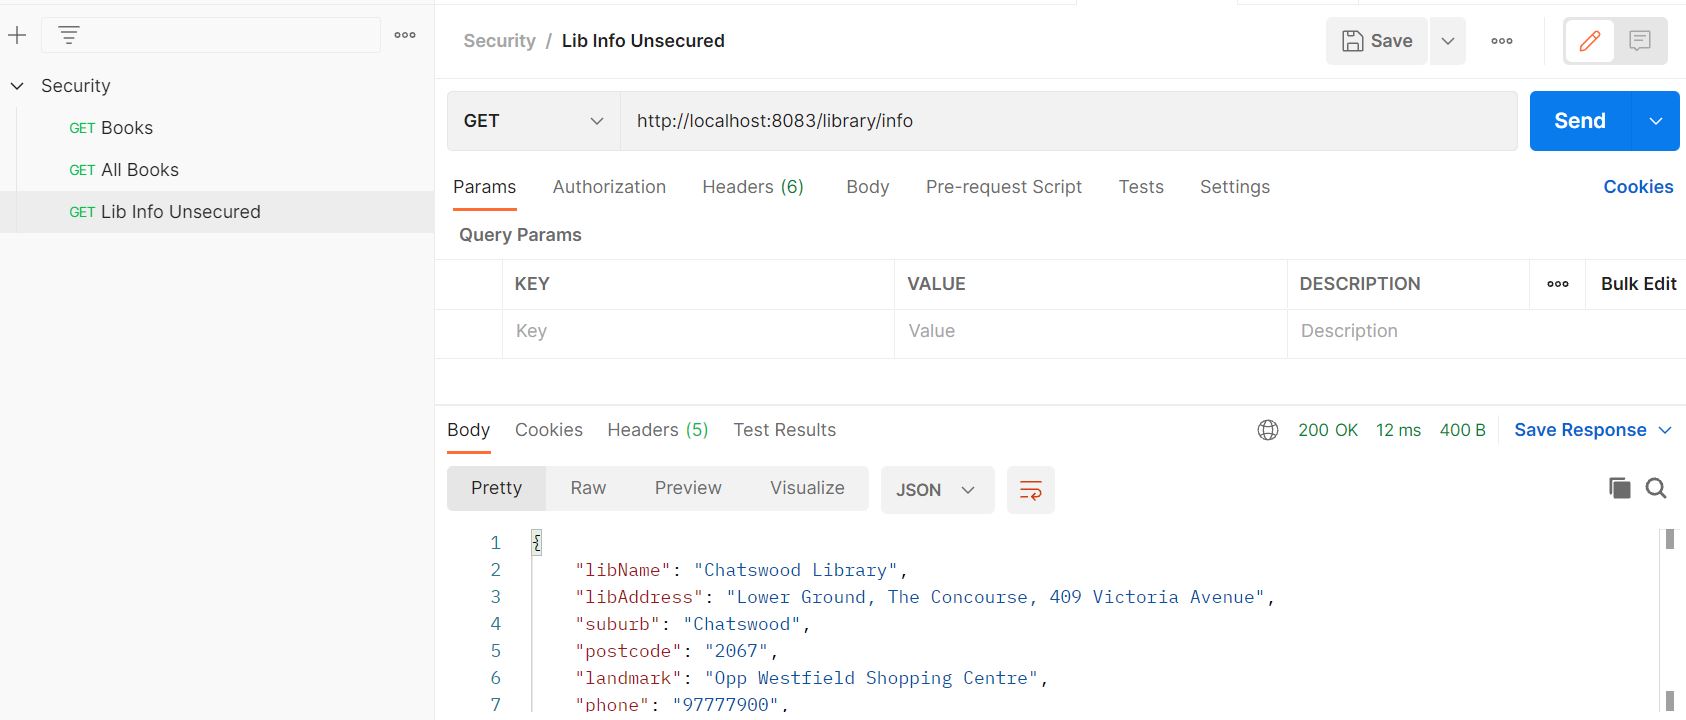 Security / Lib Info Unsecured
Save
Security
GET Books
GET All Books
GET Lib Info Unsecured
GET
http://localhost:8083/library/info
Send
Params Authorization Headers (6) Body Pre-request Script Tests Settings Cookies
Query Params
KEY VALUE DESCRIPTION Bulk Edit
Key Value Description
Body Cookies Headers (5) Test Results 200 OK 12 ms 400 B Save Response
Pretty Raw Preview Visualize JSON
1 {
2 "libName": "Chatswood Library",
3 "libAddress": "Lower Ground, The Concourse, 409 Victoria Avenue",
4 "suburb": "Chatswood",
5 "postcode": "2067",
6 "landmark": "Opp Westfield Shopping Centre",
7 "phone": "97777900",